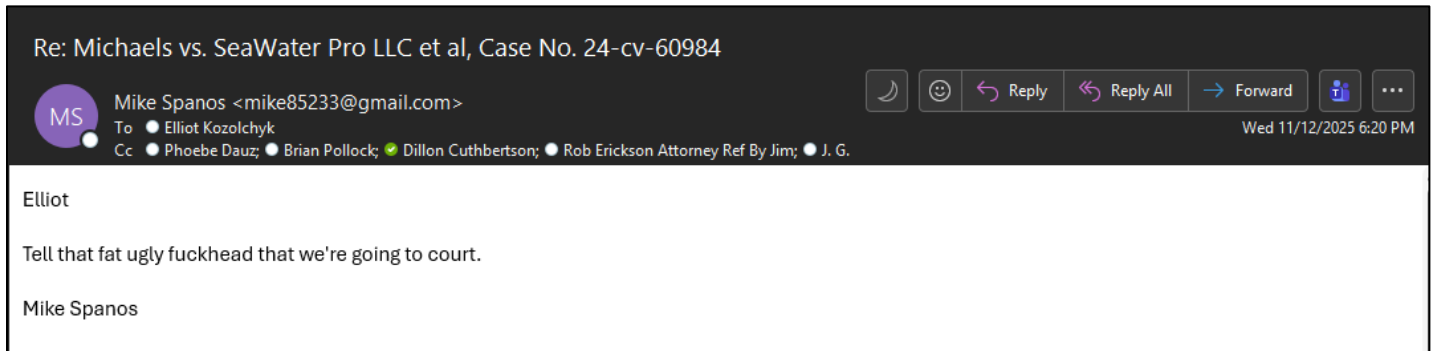 Re: Michaels vs. SeaWater Pro LLC et al, Case No. 24-cv-60984
MS
Mike Spanos <mike85233@gmail.com>
To Elliot Kozolchyk
Cc Phoebe Dauz; Brian Pollock; Dillon Cuthbertson; Rob Erickson Attorney Ref By Jim; J. G.
Reply
Reply All
Forward
Wed 11/12/2025 6:20 PM
Elliot
Tell that fat ugly fuckhead that we're going to court.
Mike Spanos